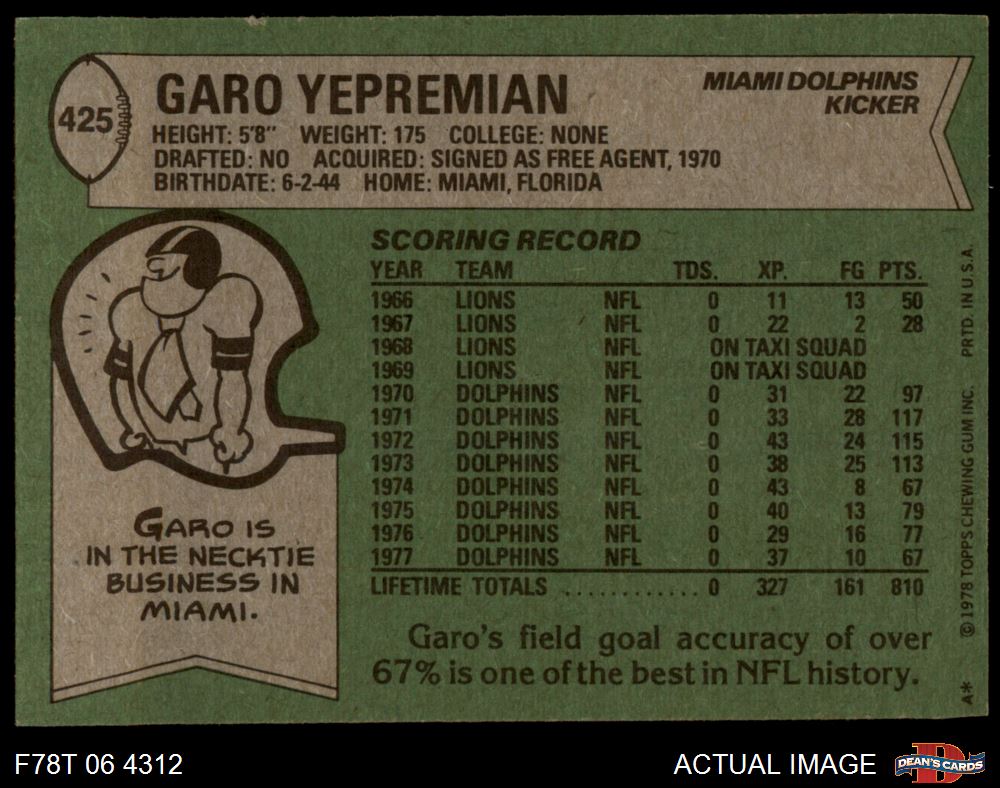 425
GARO YEPREMIAN
MIAMI DOLPHINS
KICKER
HEIGHT: 5'8" WEIGHT: 175 COLLEGE: NONE
DRAFTED: NO ACQUIRED: SIGNED AS FREE AGENT, 1970
BIRTHDATE: 6-2-44 HOME: MIAMI, FLORIDA
GARO IS
IN THE NECKTIE
BUSINESS IN
MIAMI.
SCORING RECORD
YEAR TEAM TDS. XP. FG PTS.
1966 LIONS NFL 0 11 13 50
1967 LIONS NFL 0 22 2 28
1968 LIONS NFL ON TAXI SQUAD
1969 LIONS NFL ON TAXI SQUAD
1970 DOLPHINS NFL 0 31 22 97
1971 DOLPHINS NFL 0 33 28 117
1972 DOLPHINS NFL 0 43 24 115
1973 DOLPHINS NFL 0 38 25 113
1974 DOLPHINS NFL 0 43 8 67
1975 DOLPHINS NFL 0 40 13 79
1976 DOLPHINS NFL 0 29 16 77
1977 DOLPHINS NFL 0 37 10 67
LIFETIME TOTALS ............ 0 327 161 810
Garo's field goal accuracy of over
67% is one of the best in NFL history.
A* © 1978 TOPPS CHEWING GUM INC. PRTD. IN U.S.A.
F78T 06 4312
ACTUAL IMAGE
D
DEAN'S CARDS